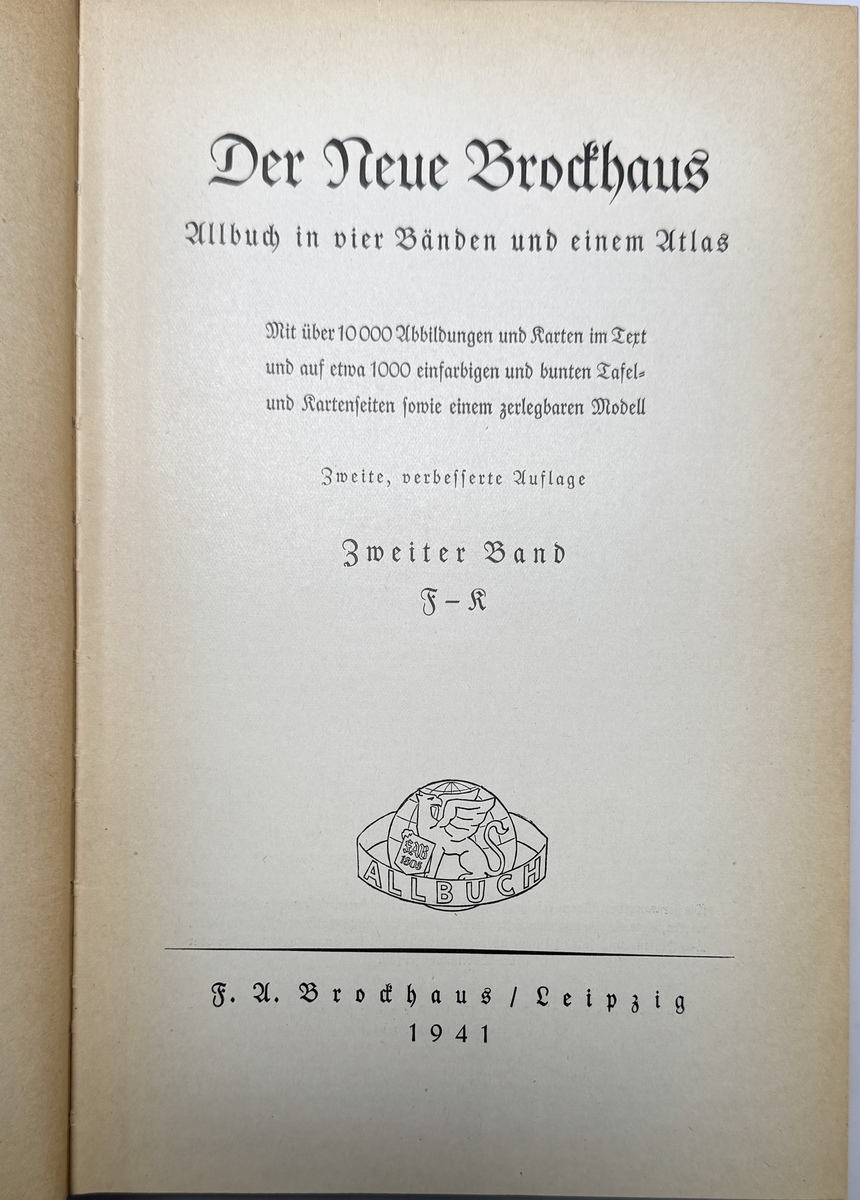 Der Neue Brockhaus
Allbuch in vier Bänden und einem Atlas
Mit über 10000 Abbildungen und Karten im Text
und auf etwa 1000 einfarbigen und bunten Tafel-
und Kartenseiten sowie einem zerlegbaren Modell
Zweite, verbesserte Auflage
Zweiter Band
F – K
FAB
1805
ALLBUCH
F. A. Brockhaus / Leipzig
1941